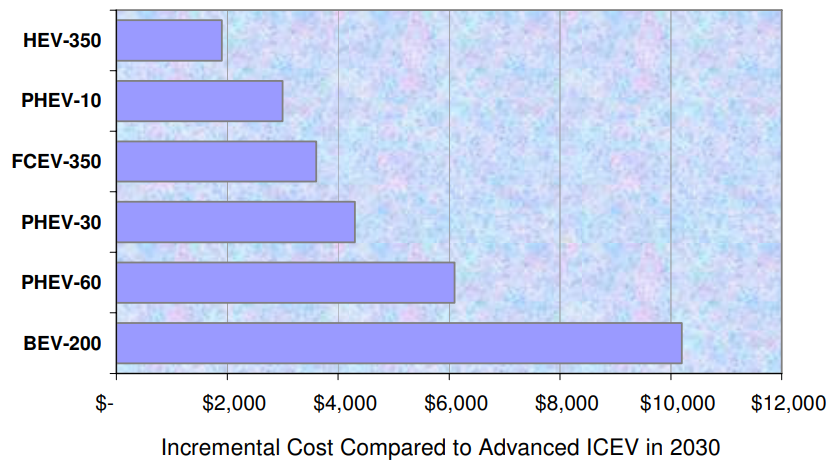 HEV-350
PHEV-10
FCEV-350
PHEV-30
PHEV-60
BEV-200
$- $2,000 $4,000 $6,000 $8,000 $10,000 $12,000
Incremental Cost Compared to Advanced ICEV in 2030